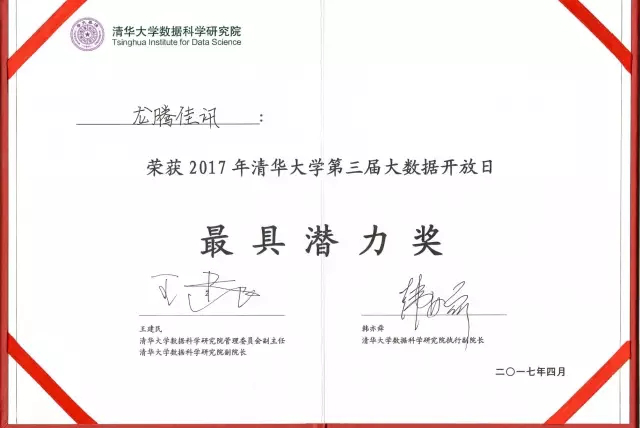 清华大学数据科学研究院
Tsinghua Institute for Data Science
龙腾佳讯：
荣获2017年清华大学第三届大数据开放日
最具潜力奖
王建民
清华大学数据科学研究院管理委员会副主任
清华大学数据科学研究院副院长
韩亦舜
清华大学数据科学研究院执行副院长
二〇一七年四月